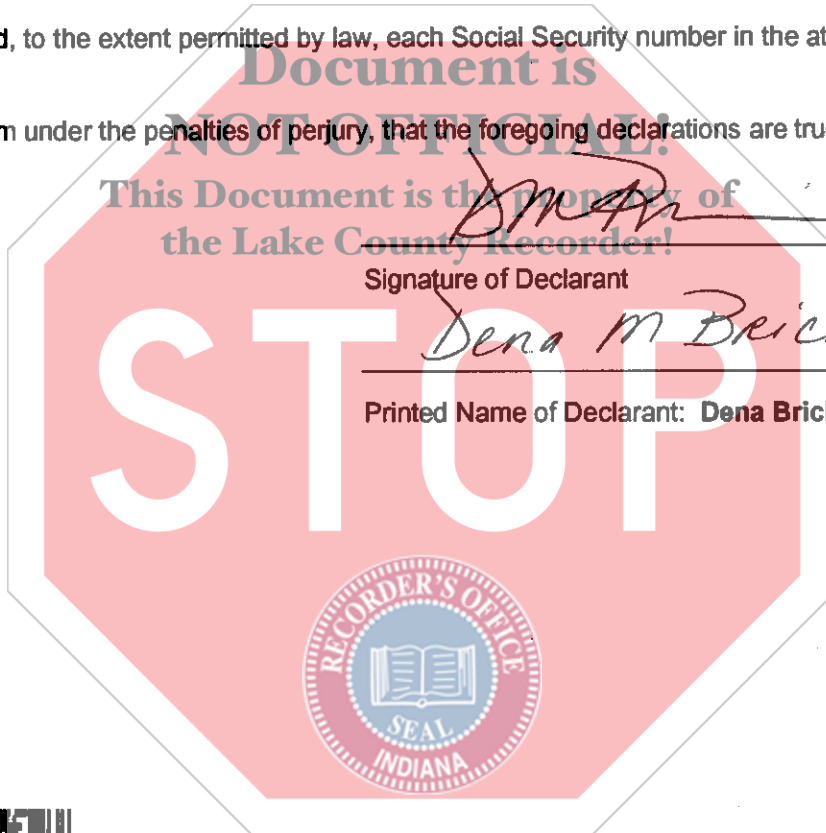 d, to the extent permitted by law, each Social Security number in the at
Document is
m under the penalties of perjury, that the foregoing declarations are tru
NOT OFFICIAL!
This Document is the property of
the Lake County Recorder!
Signature of Declarant
Dena M Bric
Printed Name of Declarant: Dena Bric
STOP
RECORDER'S OFFICE
SEAL
INDIANA